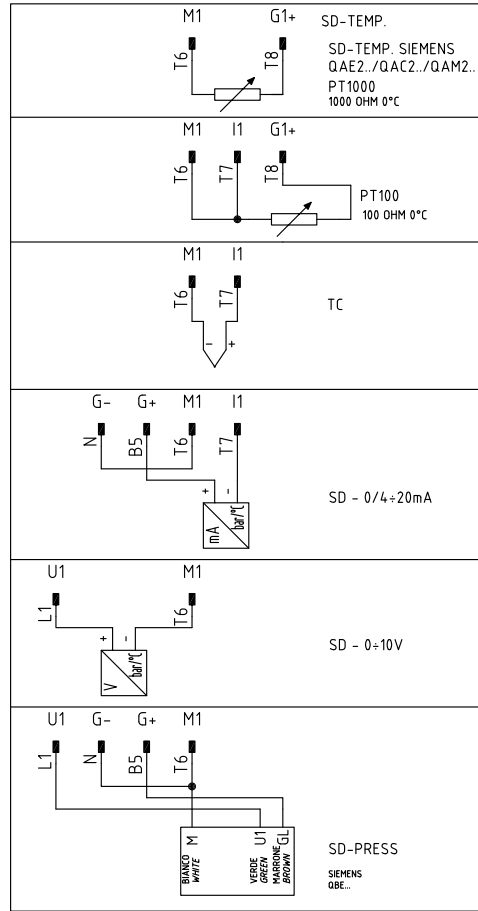 M1 G1+ SD-TEMP.
T6 T8
SD-TEMP. SIEMENS
QAE2../QAC2../QAM2..
PT1000
1000 OHM 0°C
M1 I1 G1+
T6 T7 T8
PT100
100 OHM 0°C
M1 I1
T6 T7
TC
- +
G- G+ M1 I1
N B5 T6 T7
+ -
mA bar/°C
SD - 0/4÷20mA
U1 M1
L1 T6
+ -
V bar/°C
SD - 0÷10V
U1 G- G+ M1
L1 N B5 T6
M U1 GL
BIANCO
WHITE
VERDE
GREEN
MARRONE
BROWN
SD-PRESS
SIEMENS
QBE...